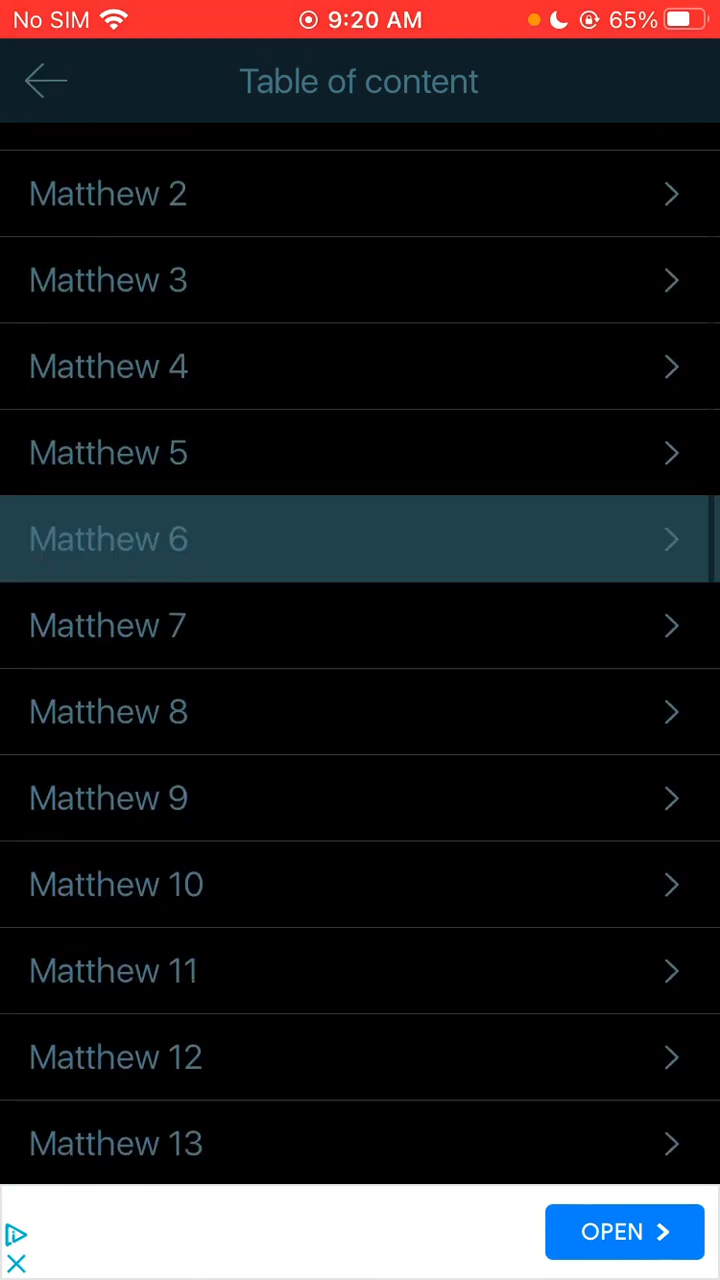 No SIM 9:20 AM 65%
Table of content
Matthew 2
Matthew 3
Matthew 4
Matthew 5
Matthew 6
Matthew 7
Matthew 8
Matthew 9
Matthew 10
Matthew 11
Matthew 12
Matthew 13
OPEN